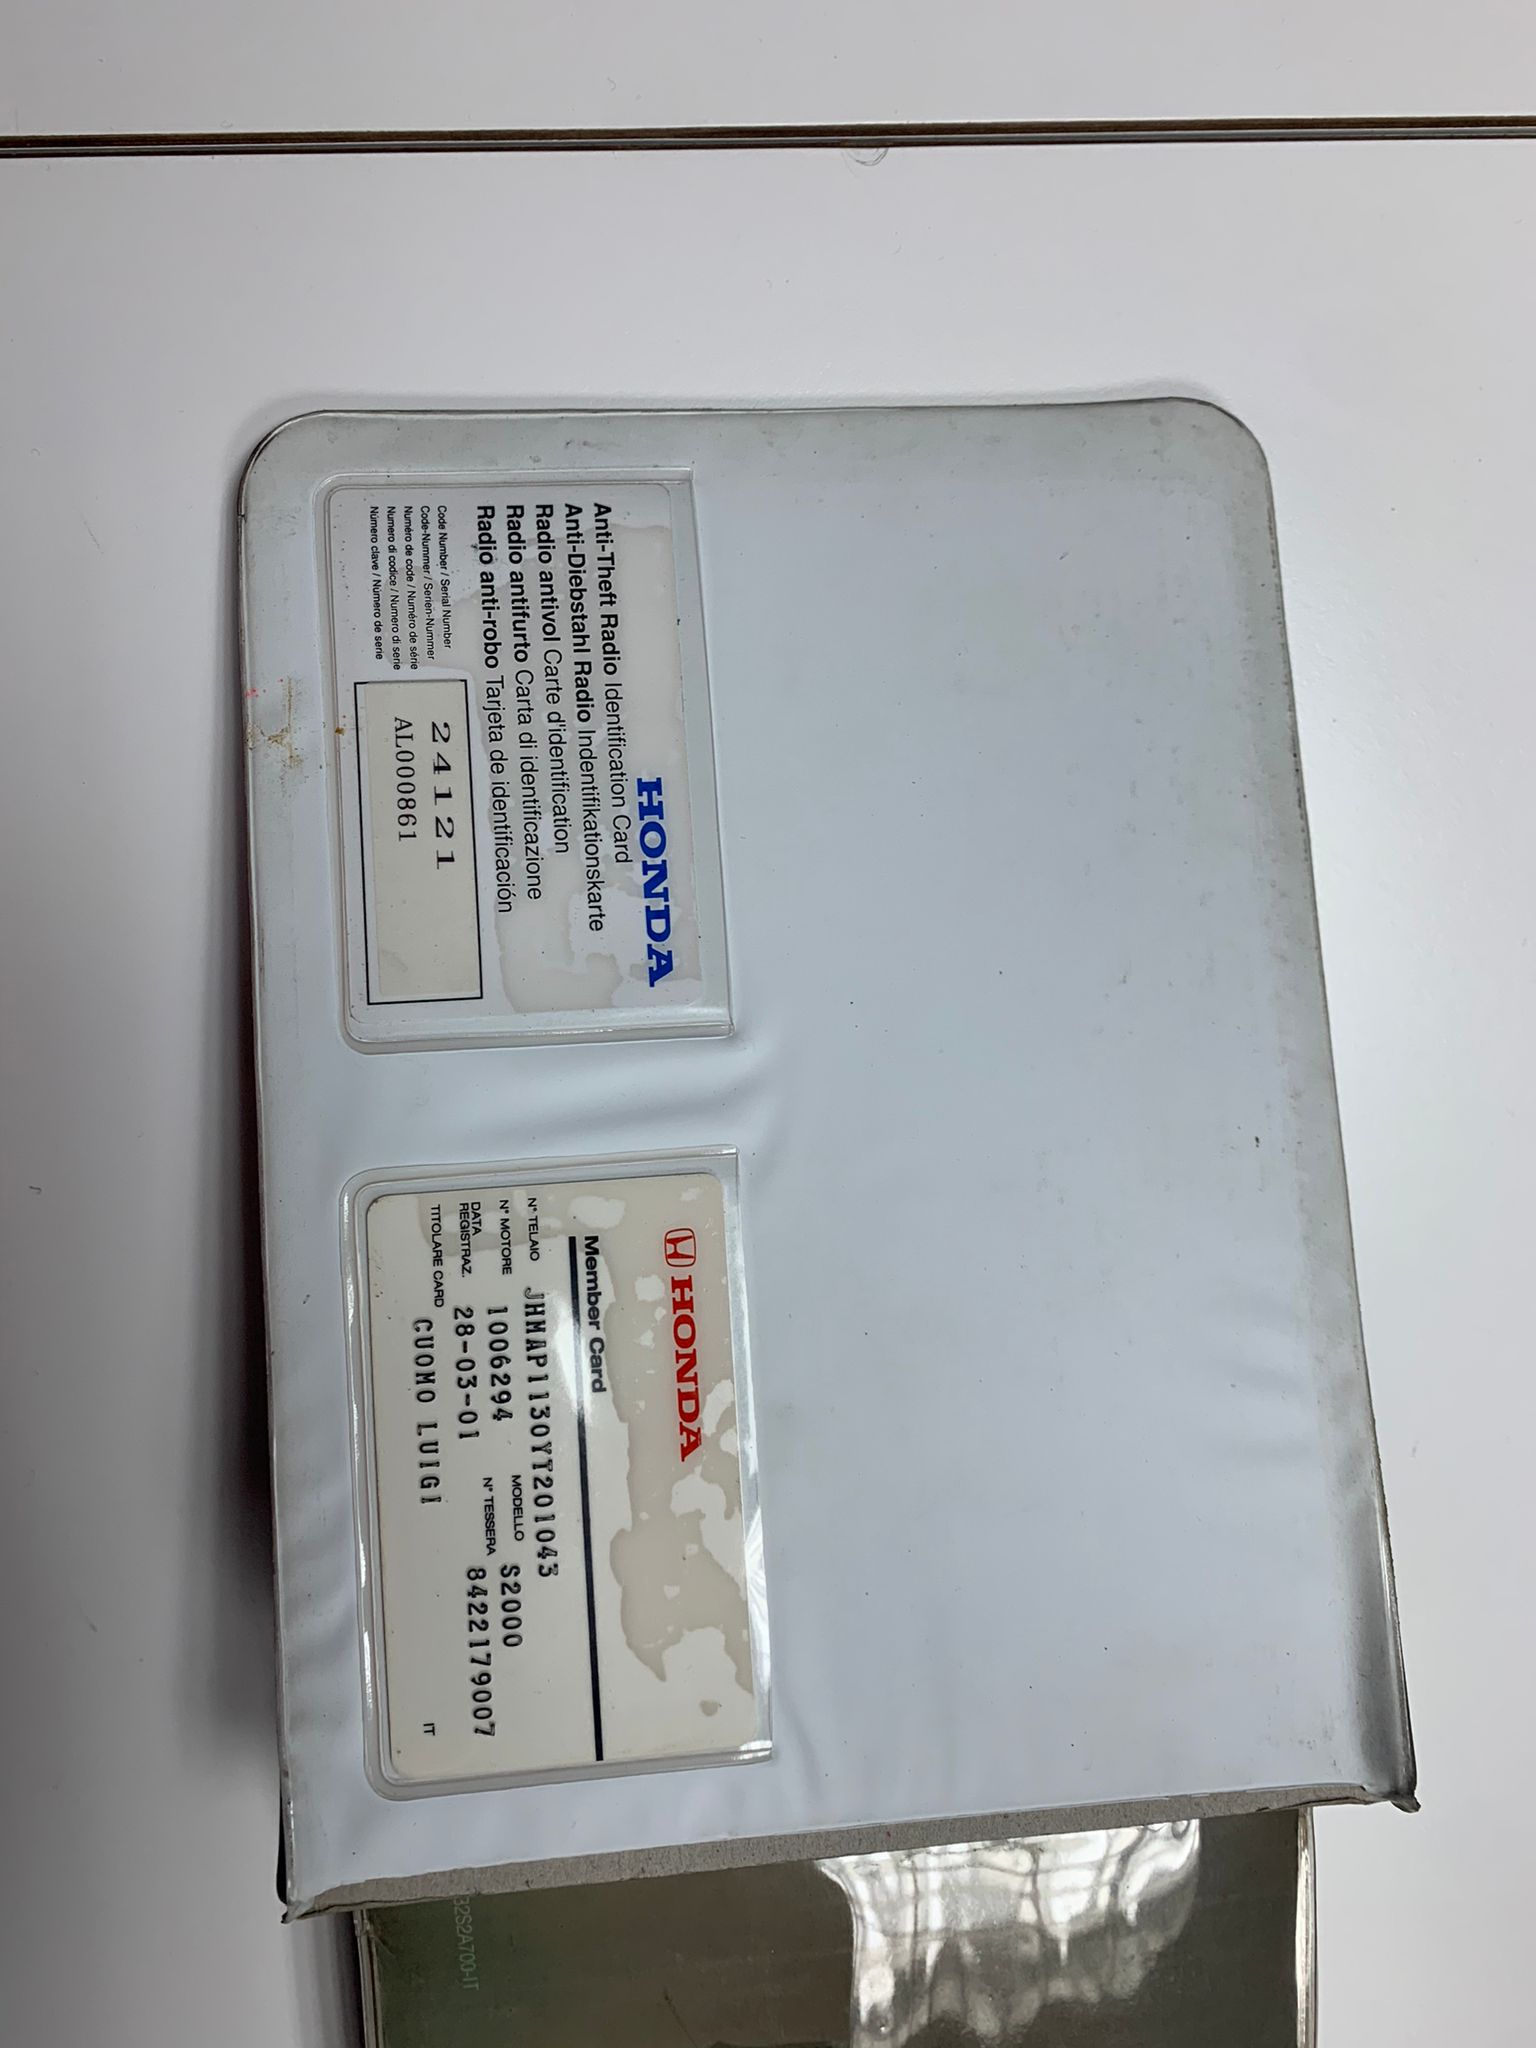 HONDA
Anti-Theft Radio Identification Card
Anti-Diebstahl Radio Indentifikationskarte
Radio antivol Carte d'identification
Radio antifurto Carta di identificazione
Radio anti-robo Tarjeta de identificación
Code Number / Serial Number
Code-Nummer / Serien-Nummer
Numéro de code / Numéro de série
Numero di codice / Numero di serie
Número clave / Número de serie
24121
AL000861
HONDA
Member Card
N° TELAIO JHMAP1130YT201043
N° MOTORE 1006294 MODELLO S2000
DATA REGISTRAZ. 28-03-01 N° TESSERA 8422179007
TITOLARE CARD CUOMO LUIGI IT
32S2A700-IT